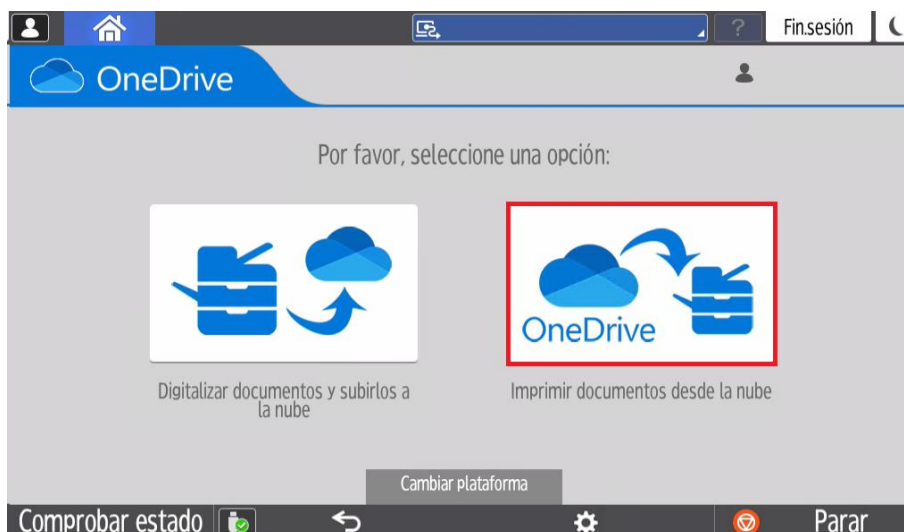 ? Fin.sesión
OneDrive
Por favor, seleccione una opción:
OneDrive
Digitalizar documentos y subirlos a
la nube
Imprimir documentos desde la nube
Cambiar plataforma
Comprobar estado
Parar